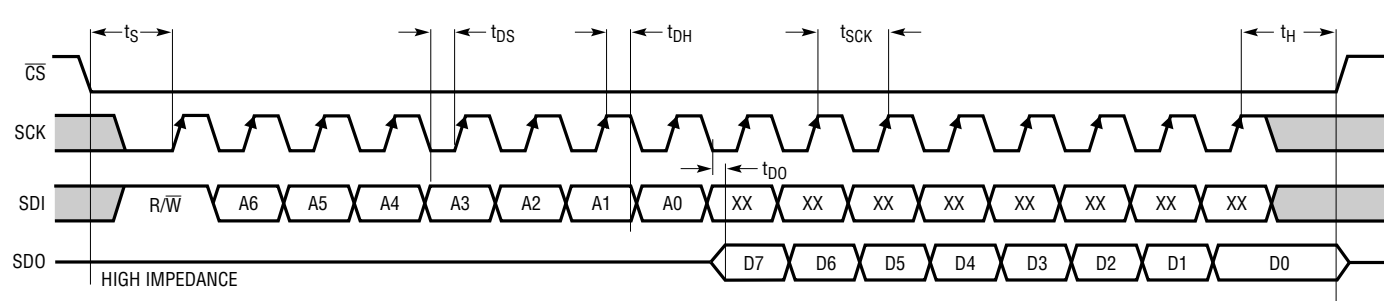 tS tDS tDH tSCK tH
CS
SCK
tDO
SDI R/W A6 A5 A4 A3 A2 A1 A0 XX XX XX XX XX XX XX XX
SDO D7 D6 D5 D4 D3 D2 D1 D0
HIGH IMPEDANCE